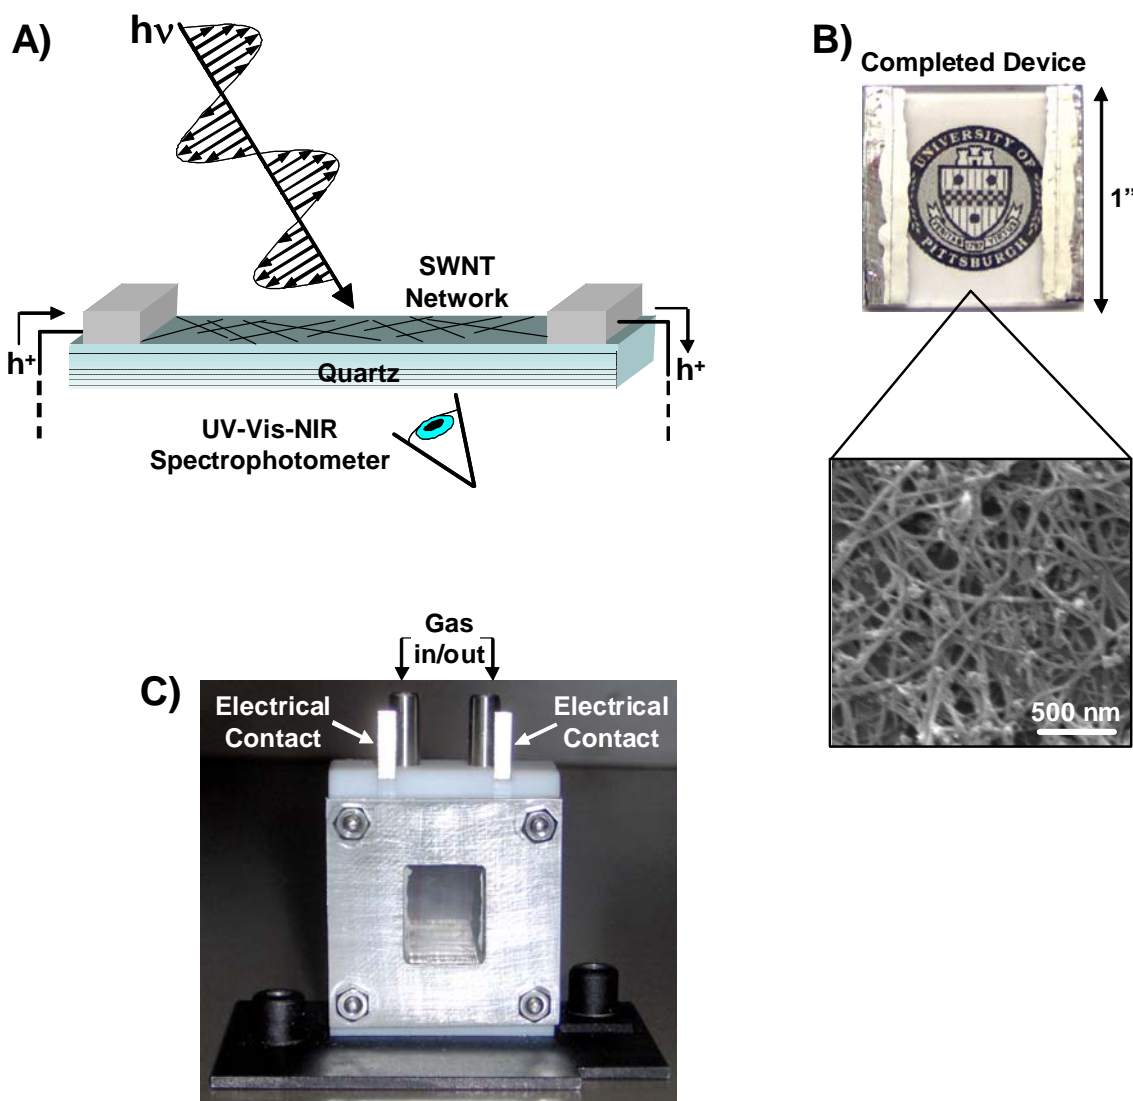 A)
hν
SWNT
Network
h⁺
h⁺
Quartz
UV-Vis-NIR
Spectrophotometer
B)
Completed Device
UNIVERSITY OF
PITTSBURGH
1”
500 nm
C)
Gas
in/out
Electrical
Contact
Electrical
Contact